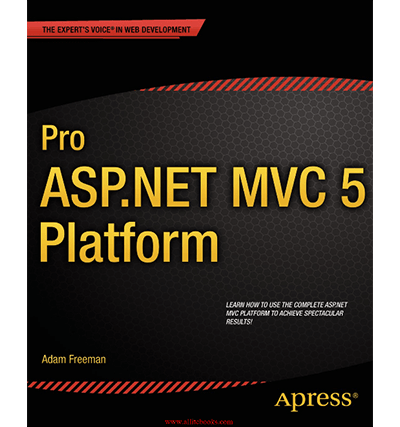 THE EXPERT'S VOICE® IN WEB DEVELOPMENT
Pro
ASP.NET MVC 5
Platform
LEARN HOW TO USE THE COMPLETE ASP.NET
MVC PLATFORM TO ACHIEVE SPECTACULAR
RESULTS!
Adam Freeman
Apress®
www.allitebooks.com